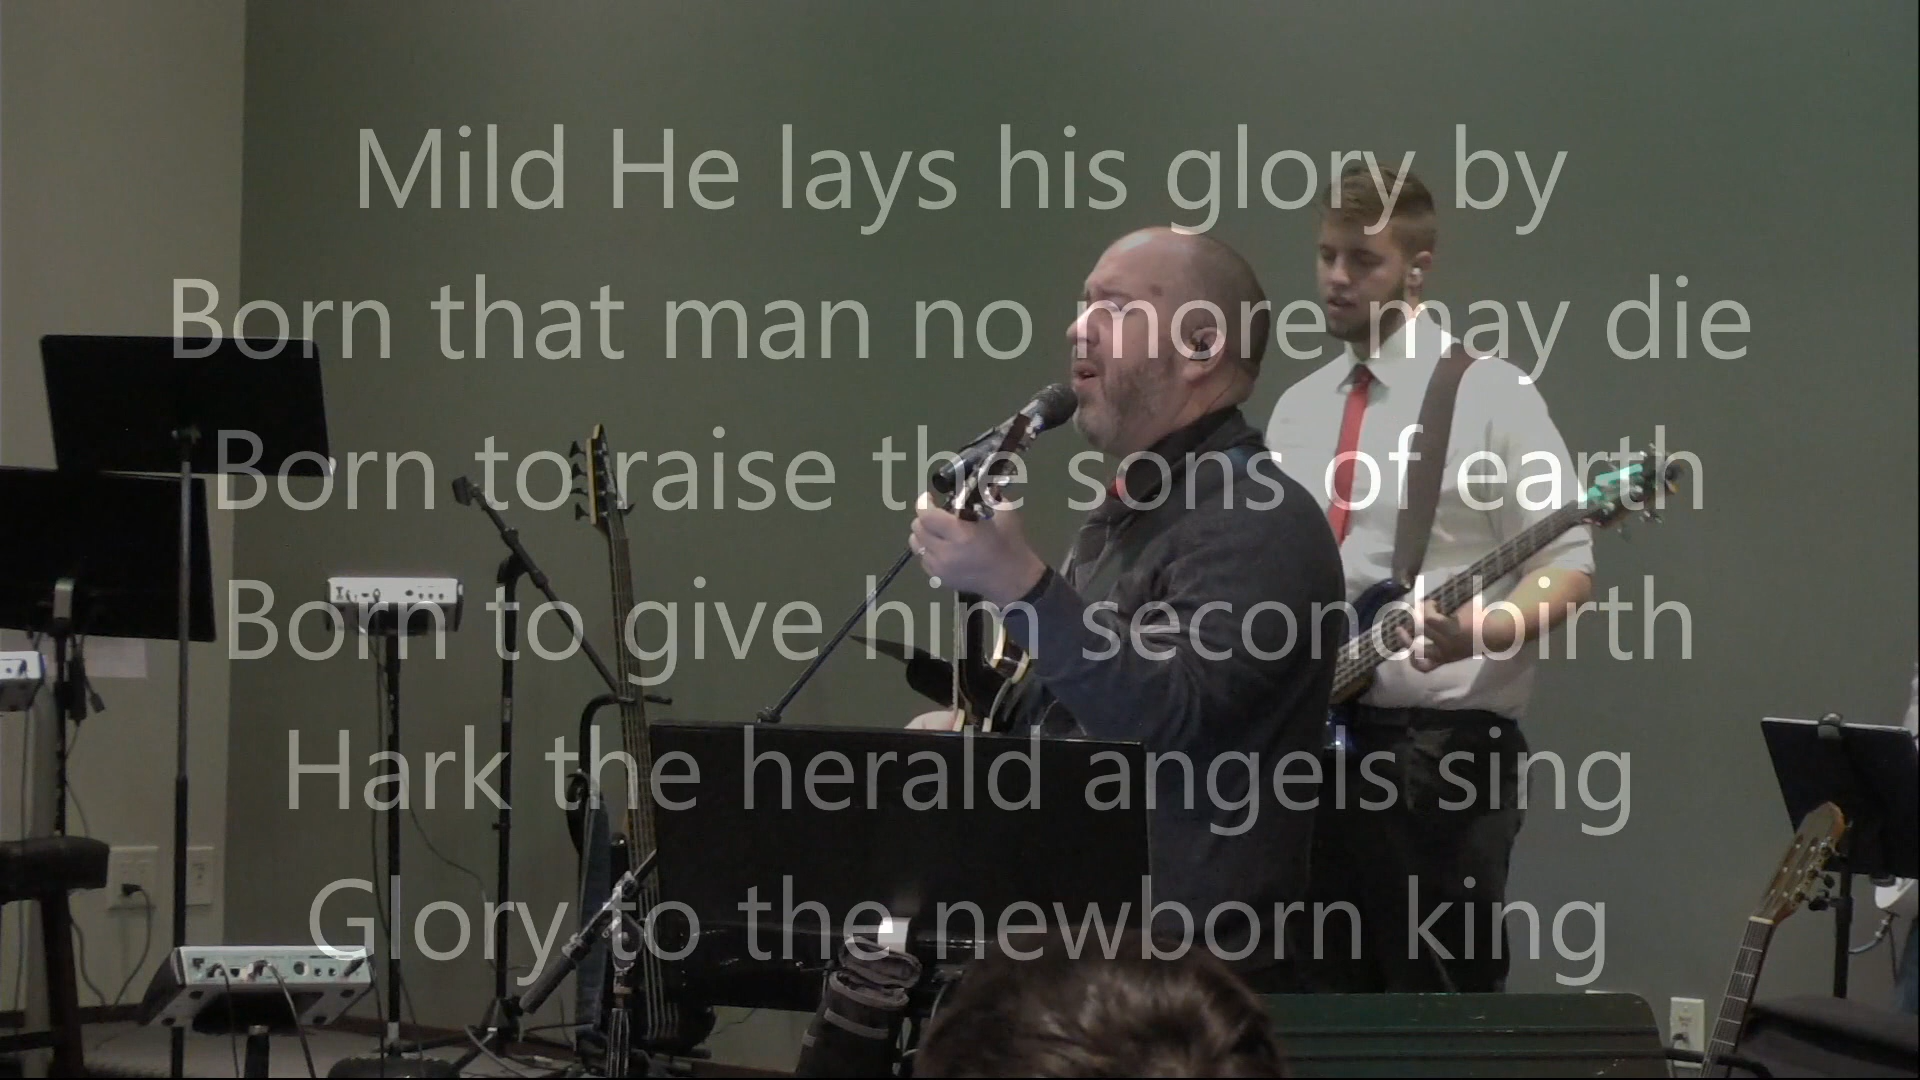 Mild He lays his glory by
Born that man no more may die
Born to raise the sons of earth
Born to give him second birth
Hark the herald angels sing
Glory to the newborn king